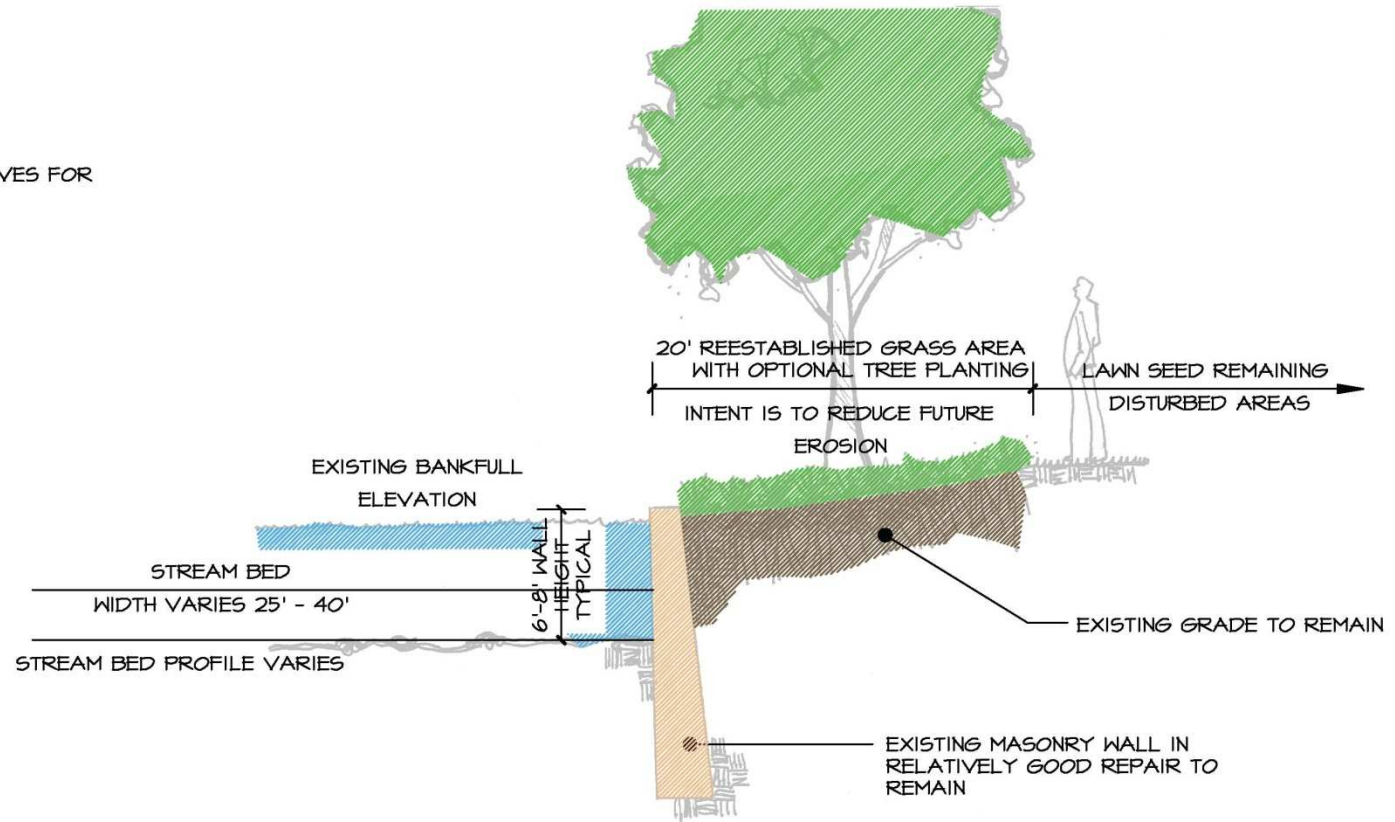 VES FOR
20' REESTABLISHED GRASS AREA
WITH OPTIONAL TREE PLANTING
INTENT IS TO REDUCE FUTURE
EROSION
LAWN SEED REMAINING
DISTURBED AREAS
EXISTING BANKFULL
ELEVATION
6'-8' WALL
HEIGHT
TYPICAL
STREAM BED
WIDTH VARIES 25' - 40'
STREAM BED PROFILE VARIES
EXISTING GRADE TO REMAIN
EXISTING MASONRY WALL IN
RELATIVELY GOOD REPAIR TO
REMAIN